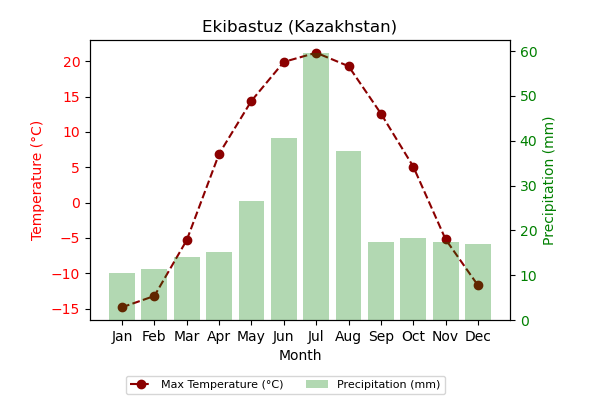 Ekibastuz (Kazakhstan)
Temperature (°C)
20
15
10
5
0
−5
−10
−15
60
50
40
30
20
10
0
Precipitation (mm)
Jan Feb Mar Apr May Jun Jul Aug Sep Oct Nov Dec
Month
Max Temperature (°C) Precipitation (mm)